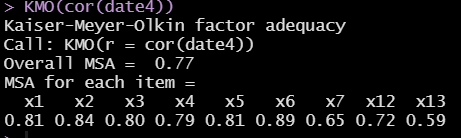 > KMO(cor(date4))
Kaiser-Meyer-Olkin factor adequacy
Call: KMO(r = cor(date4))
Overall MSA =  0.77
MSA for each item =
  x1   x2   x3   x4   x5   x6   x7  x12  x13
0.81 0.84 0.80 0.79 0.81 0.89 0.65 0.72 0.59